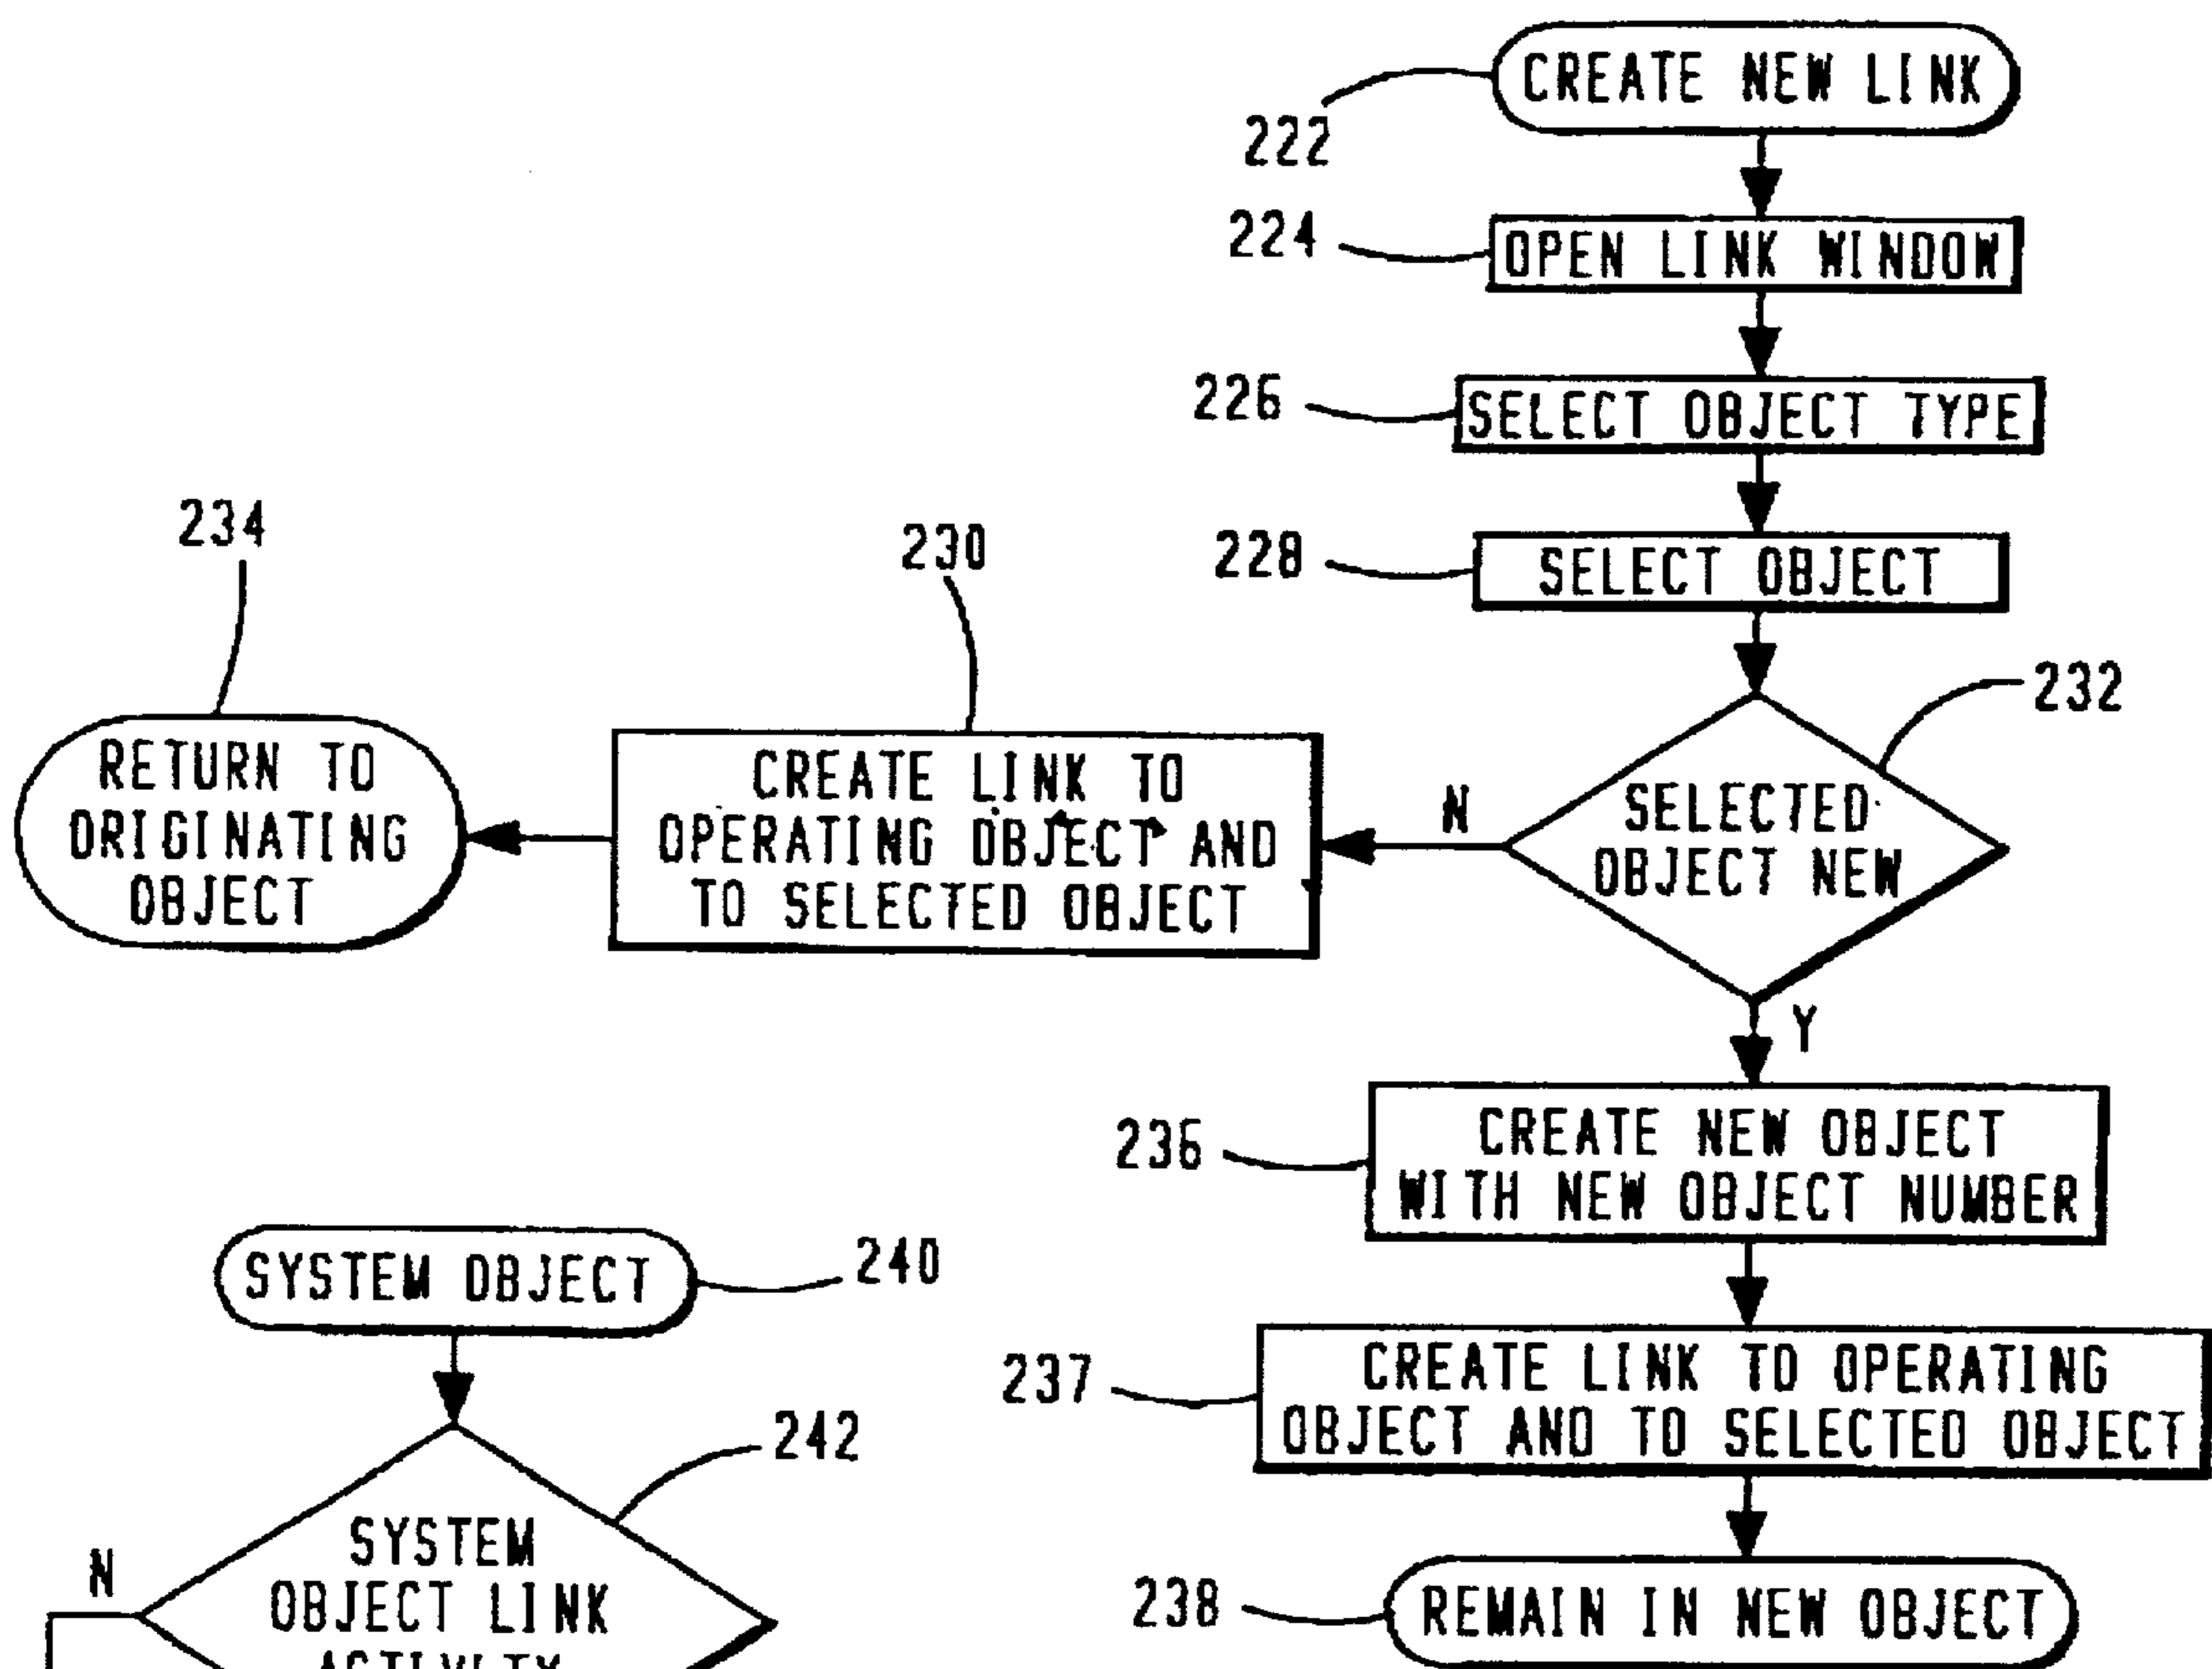 CREATE NEW LINK
222
224
OPEN LINK WINDOW
226
SELECT OBJECT TYPE
228
SELECT OBJECT
232
SELECTED
OBJECT NEW
N
Y
230
CREATE LINK TO
OPERATING OBJECT AND
TO SELECTED OBJECT
234
RETURN TO
ORIGINATING
OBJECT
236
CREATE NEW OBJECT
WITH NEW OBJECT NUMBER
237
CREATE LINK TO OPERATING
OBJECT AND TO SELECTED OBJECT
238
REMAIN IN NEW OBJECT
SYSTEM OBJECT
240
242
SYSTEM
OBJECT LINK
N